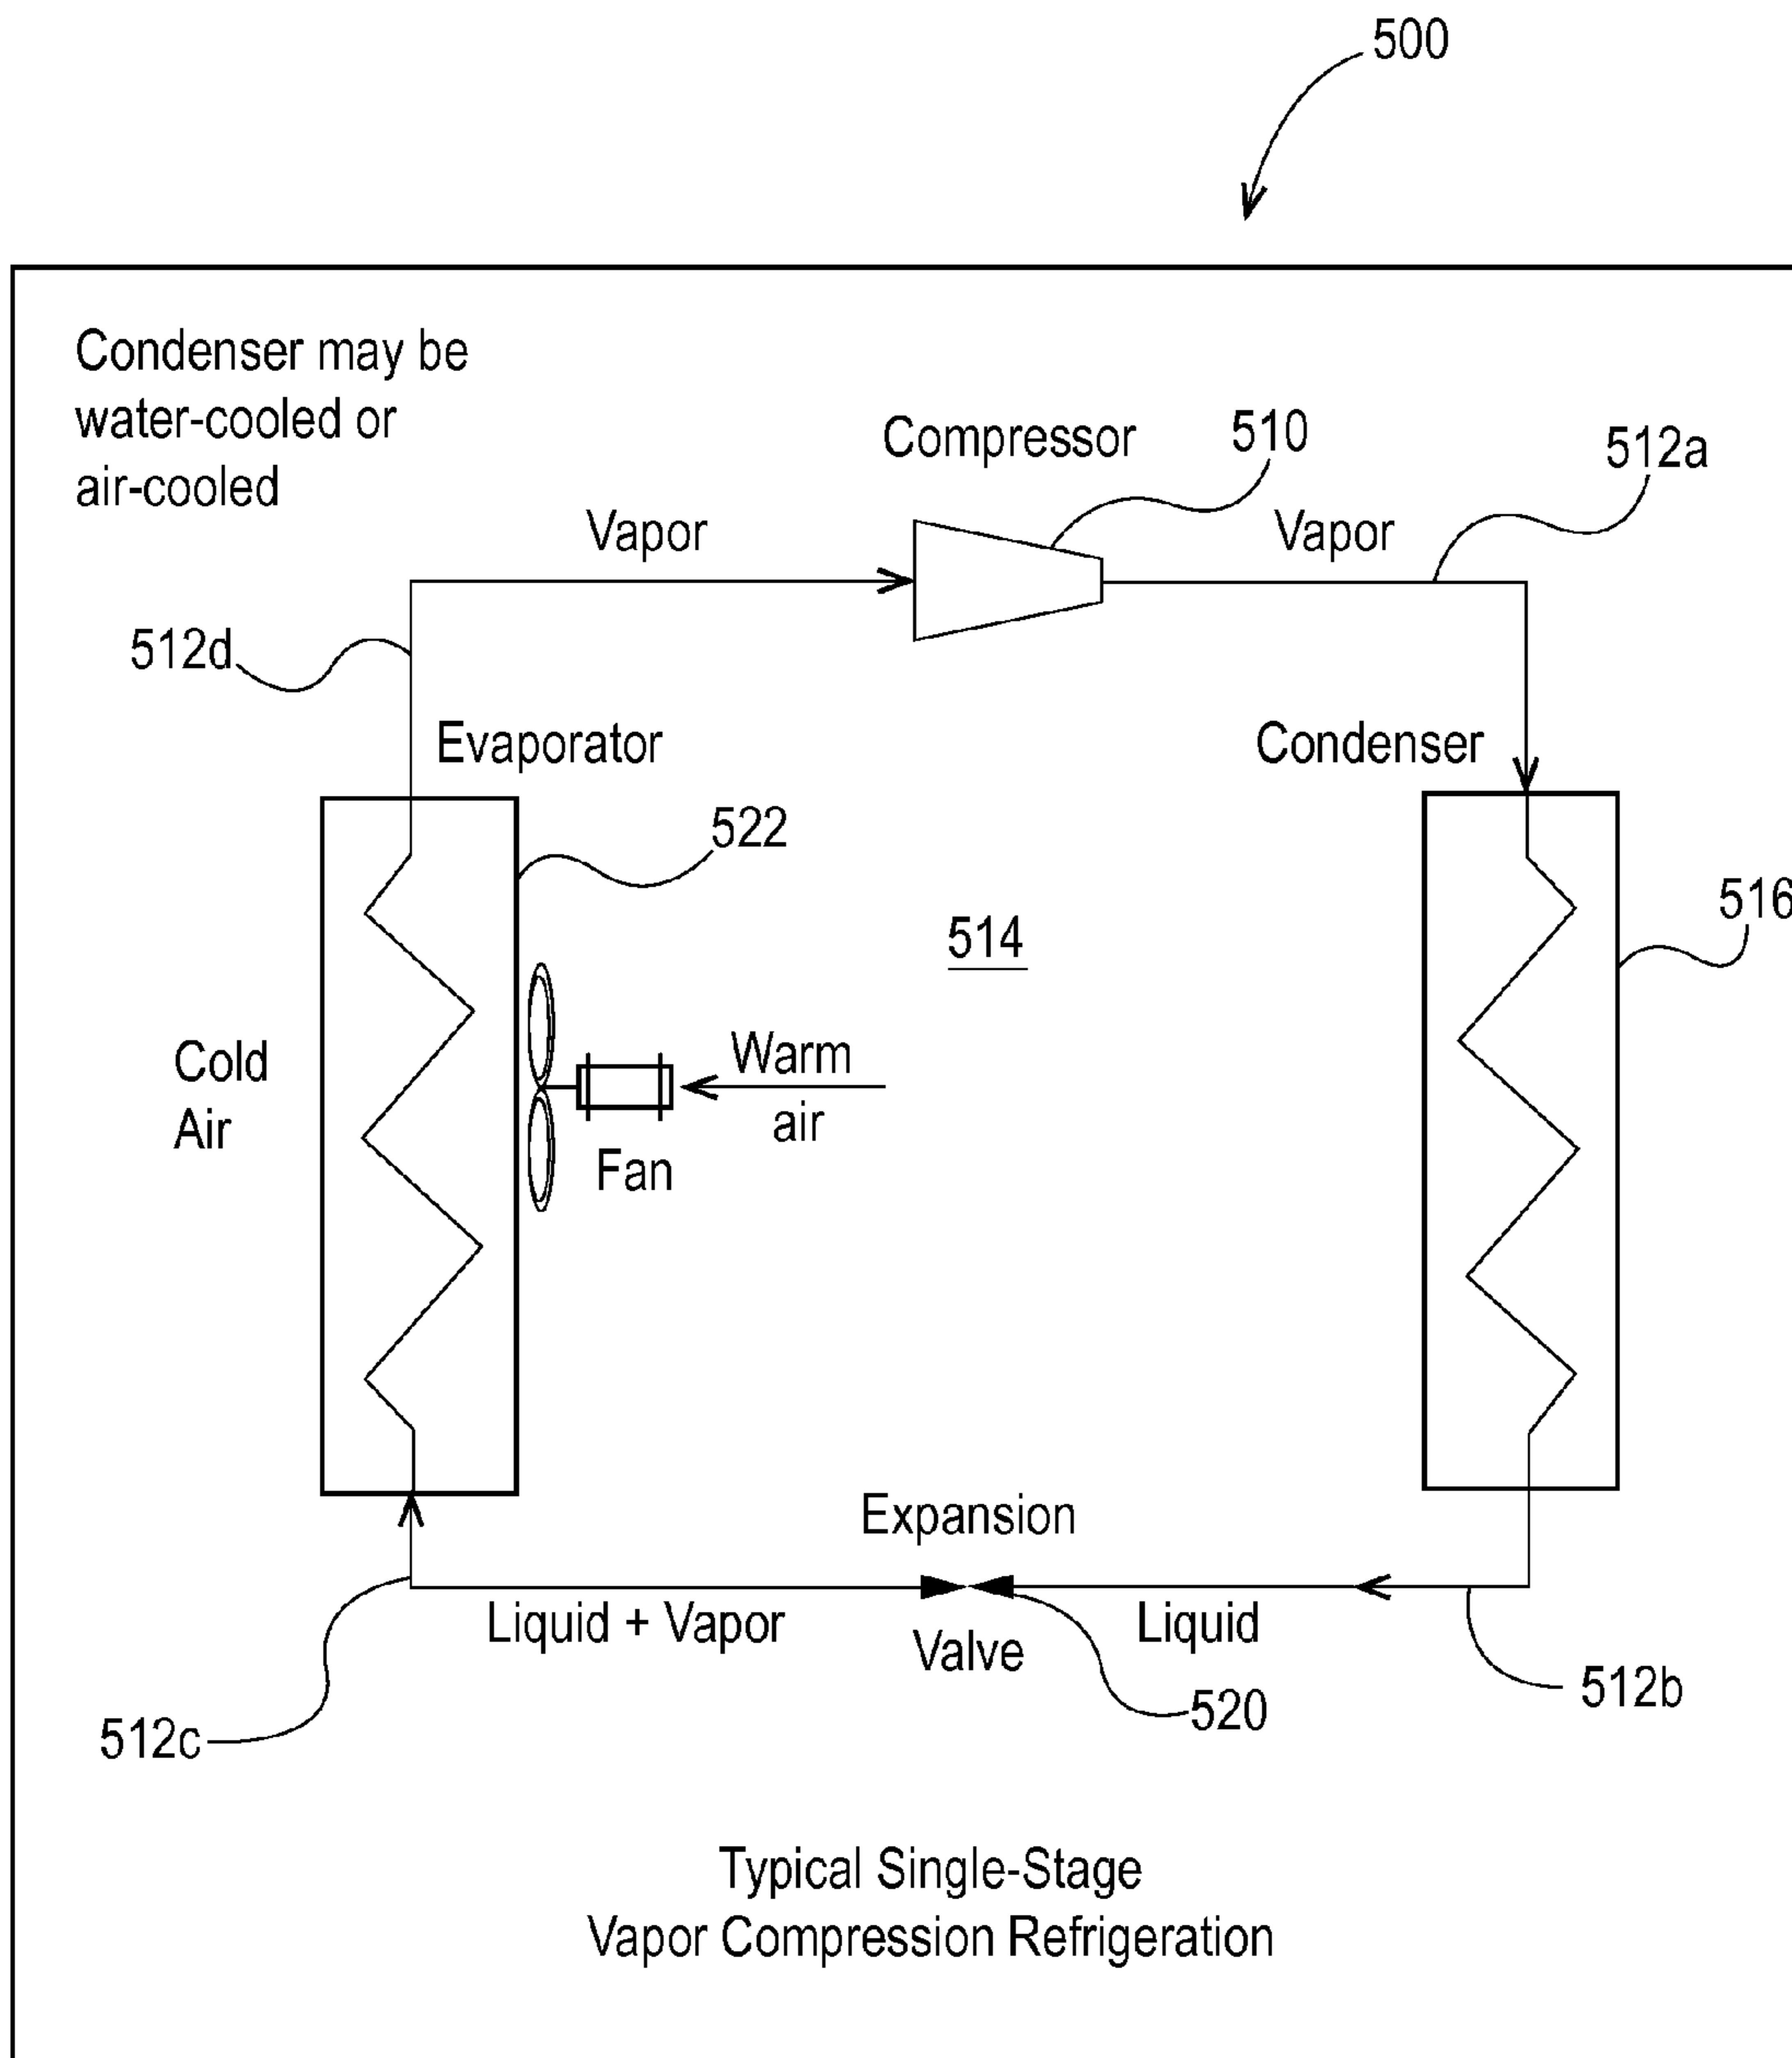 500
Condenser may be
water-cooled or
air-cooled
Compressor
510
512a
Vapor
Vapor
512d
Evaporator
Condenser
522
516
514
Cold
Air
Warm
air
Fan
Expansion
Liquid + Vapor
Valve
Liquid
512b
520
512c
Typical Single-Stage
Vapor Compression Refrigeration